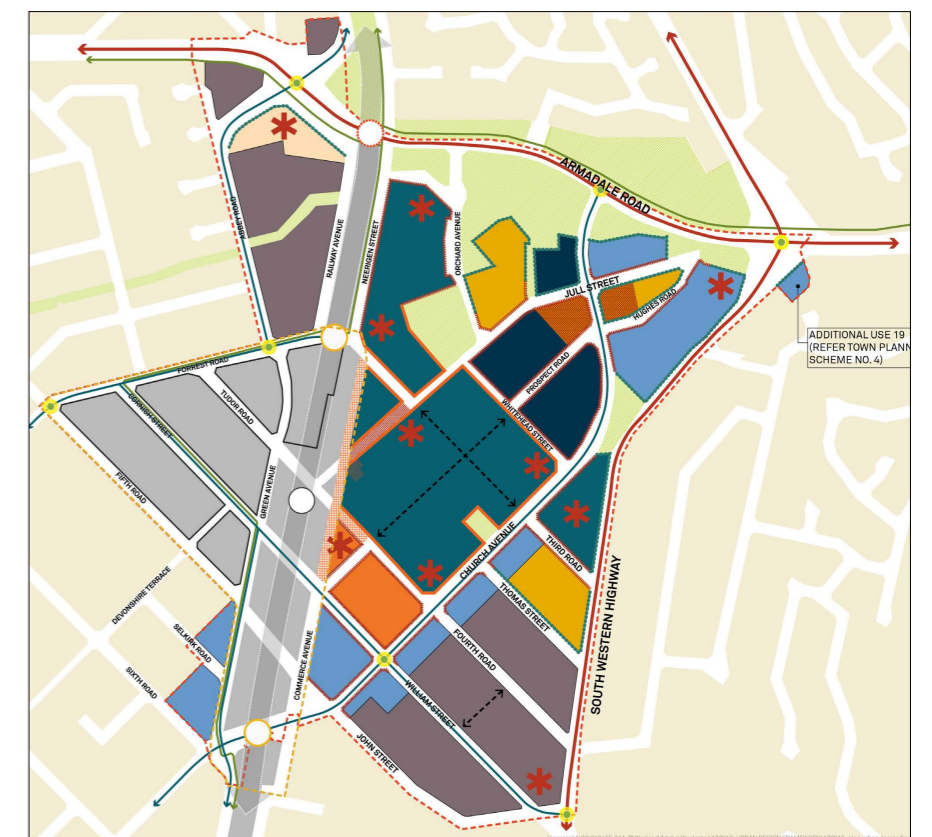 ARMADALE ROAD
ABBEY ROAD
RAILWAY AVENUE
NEERIGEN STREET
ORCHARD AVENUE
JULL STREET
HUGHES ROAD
ADDITIONAL USE 19
(REFER TOWN PLANN
SCHEME NO. 4)
FORREST ROAD
PROSPECT ROAD
WHITEHEAD STREET
CORNISH STREET
TUDOR ROAD
GREEN AVENUE
FIFTH ROAD
CHURCH AVENUE
THIRD ROAD
THOMAS STREET
DEVONSHIRE TERRACE
SELKIRK ROAD
SIXTH ROAD
COMMERCE AVENUE
FOURTH ROAD
SOUTH WESTERN HIGHWAY
WILLIAM STREET
JOHN STREET